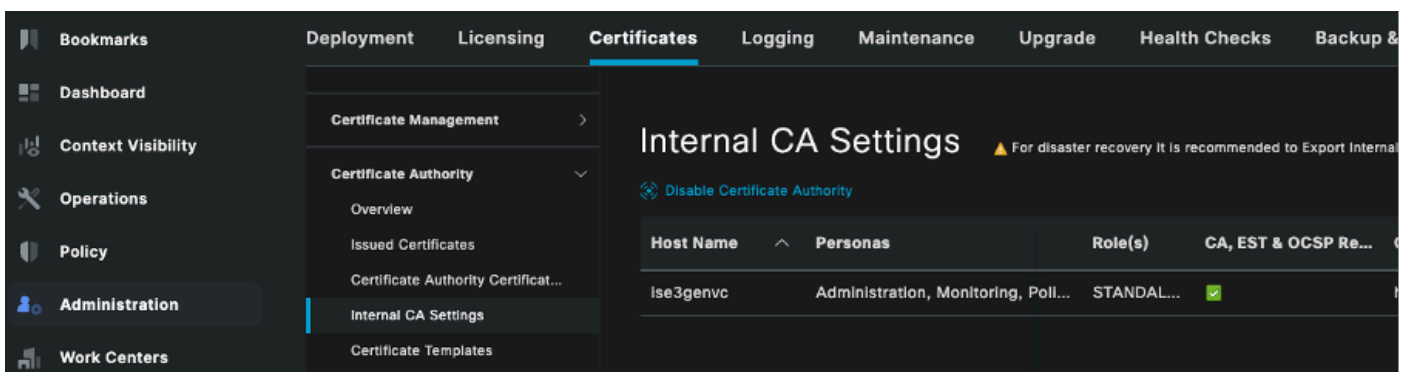 Bookmarks
Dashboard
Context Visibility
Operations
Policy
Administration
Work Centers
Deployment Licensing Certificates Logging Maintenance Upgrade Health Checks Backup &
Certificate Management
Certificate Authority
Overview
Issued Certificates
Certificate Authority Certificat...
Internal CA Settings
Certificate Templates
Internal CA Settings
For disaster recovery it is recommended to Export Internal
Disable Certificate Authority
Host Name Personas Role(s) CA, EST & OCSP Re...
ise3genvc Administration, Monitoring, Poli... STANDAL...